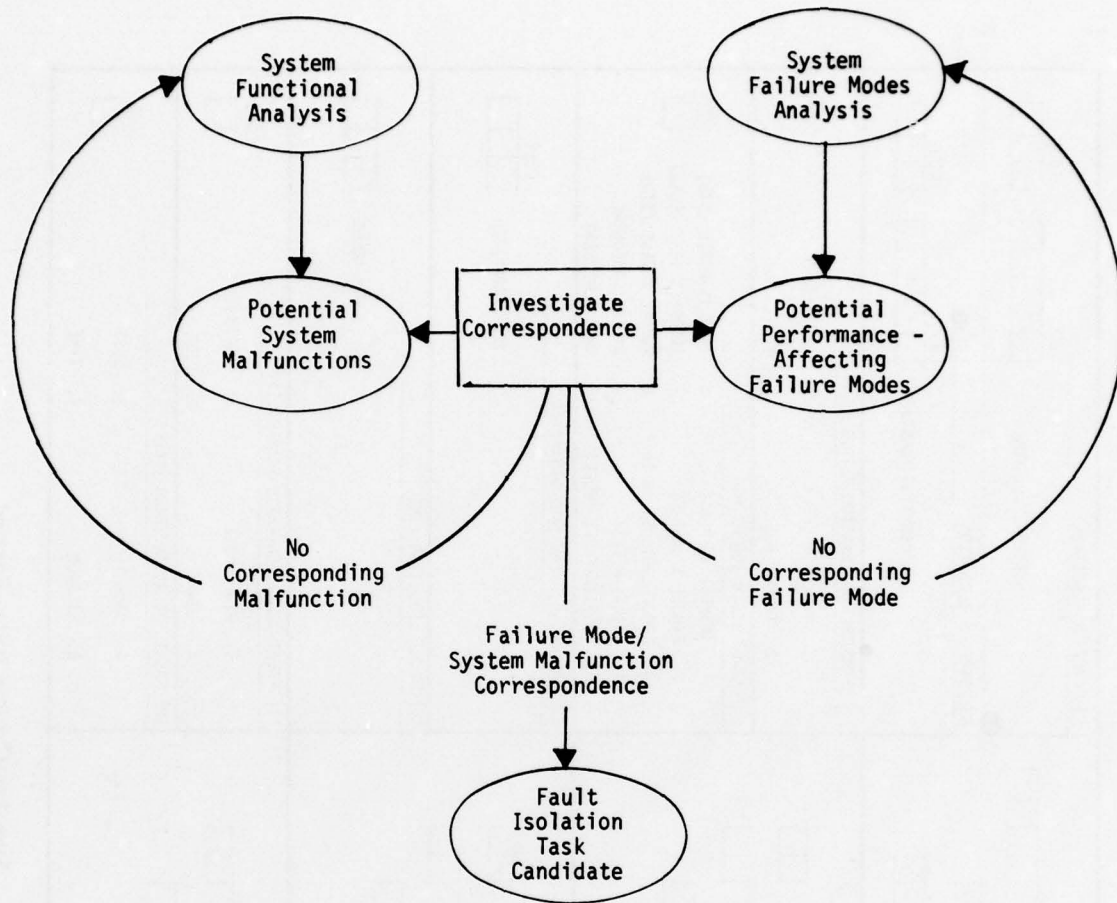 System
Functional
Analysis
System
Failure Modes
Analysis
Potential
System
Malfunctions
Investigate
Correspondence
Potential
Performance -
Affecting
Failure Modes
No
Corresponding
Malfunction
No
Corresponding
Failure Mode
Failure Mode/
System Malfunction
Correspondence
Fault
Isolation
Task
Candidate